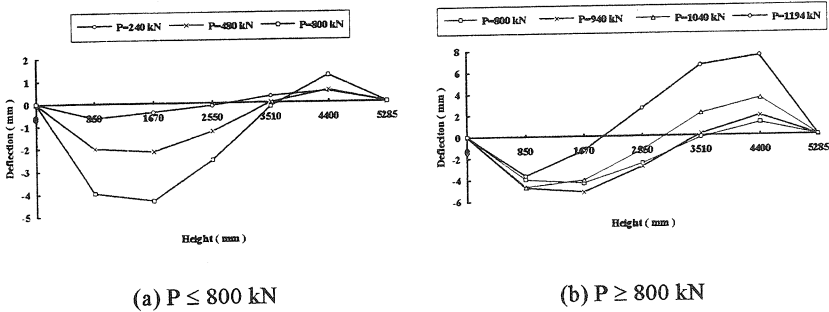 P=240 kN P=480 kN P=800 kN
2
1
0
-1
-2
-3
-4
-5
Deflection ( mm )
0 850 1670 2550 3510 4400 5285
Height ( mm )
(a) P ≤ 800 kN
P=800 kN P=940 kN P=1040 kN P=1194 kN
8
6
4
2
0
-2
-4
-6
Deflection ( mm )
0 850 1670 2550 3510 4400 5285
Height ( mm )
(b) P ≥ 800 kN